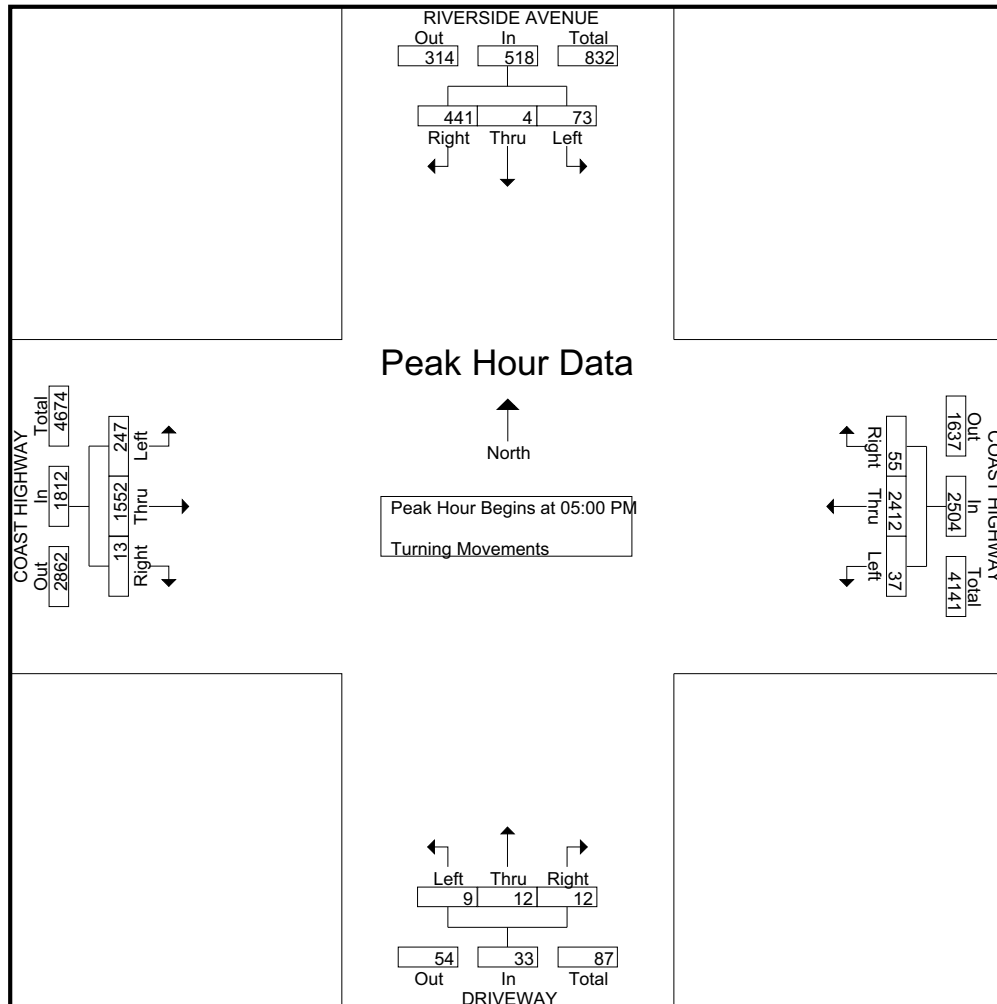 RIVERSIDE AVENUE
Out In Total
314 518 832
441 4 73
Right Thru Left
Peak Hour Data
North
Peak Hour Begins at 05:00 PM
Turning Movements
COAST HIGHWAY
Out In Total
2862 1812 4674
13 1552 247
Right Thru Left
COAST HIGHWAY
Out In Total
1637 2504 4141
55 2412 37
Right Thru Left
Left Thru Right
9 12 12
54 33 87
Out In Total
DRIVEWAY